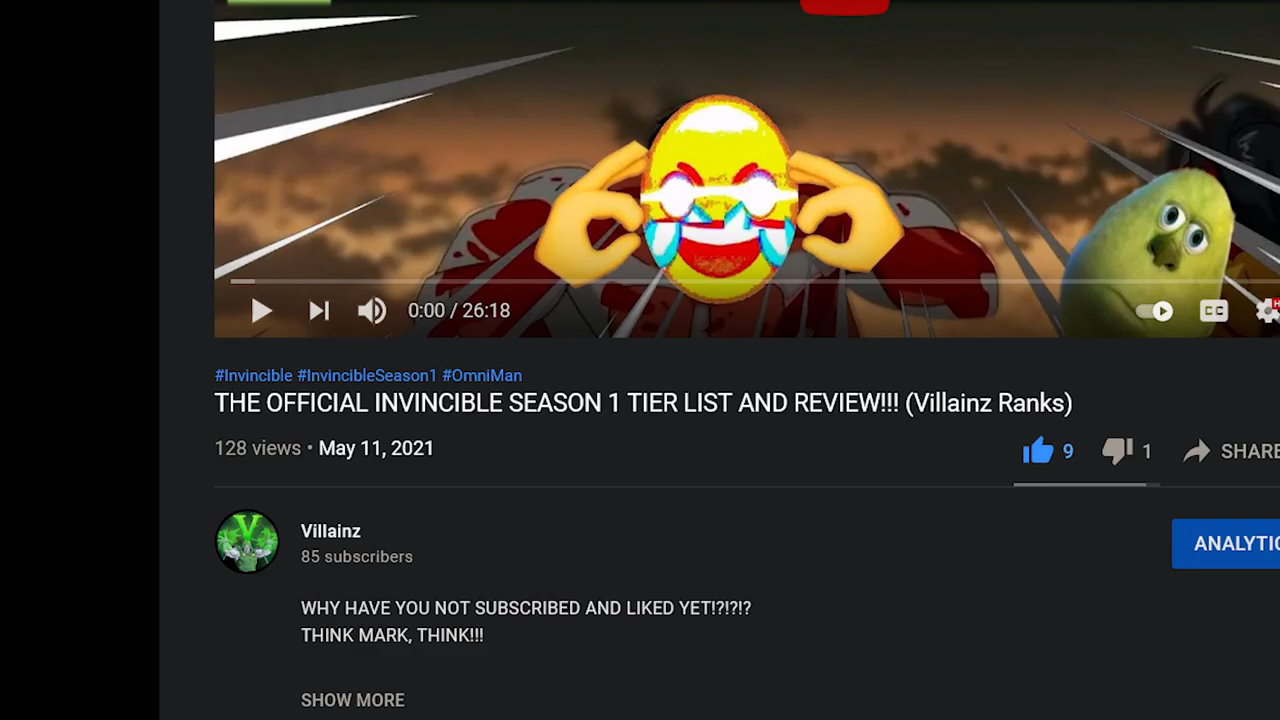 0:00 / 26:18
CC
#Invincible #InvincibleSeason1 #OmniMan
THE OFFICIAL INVINCIBLE SEASON 1 TIER LIST AND REVIEW!!! (Villainz Ranks)
128 views • May 11, 2021
9
1
SHARE
V
Villainz
85 subscribers
ANALYTIC
WHY HAVE YOU NOT SUBSCRIBED AND LIKED YET!?!?!?
THINK MARK, THINK!!!
SHOW MORE